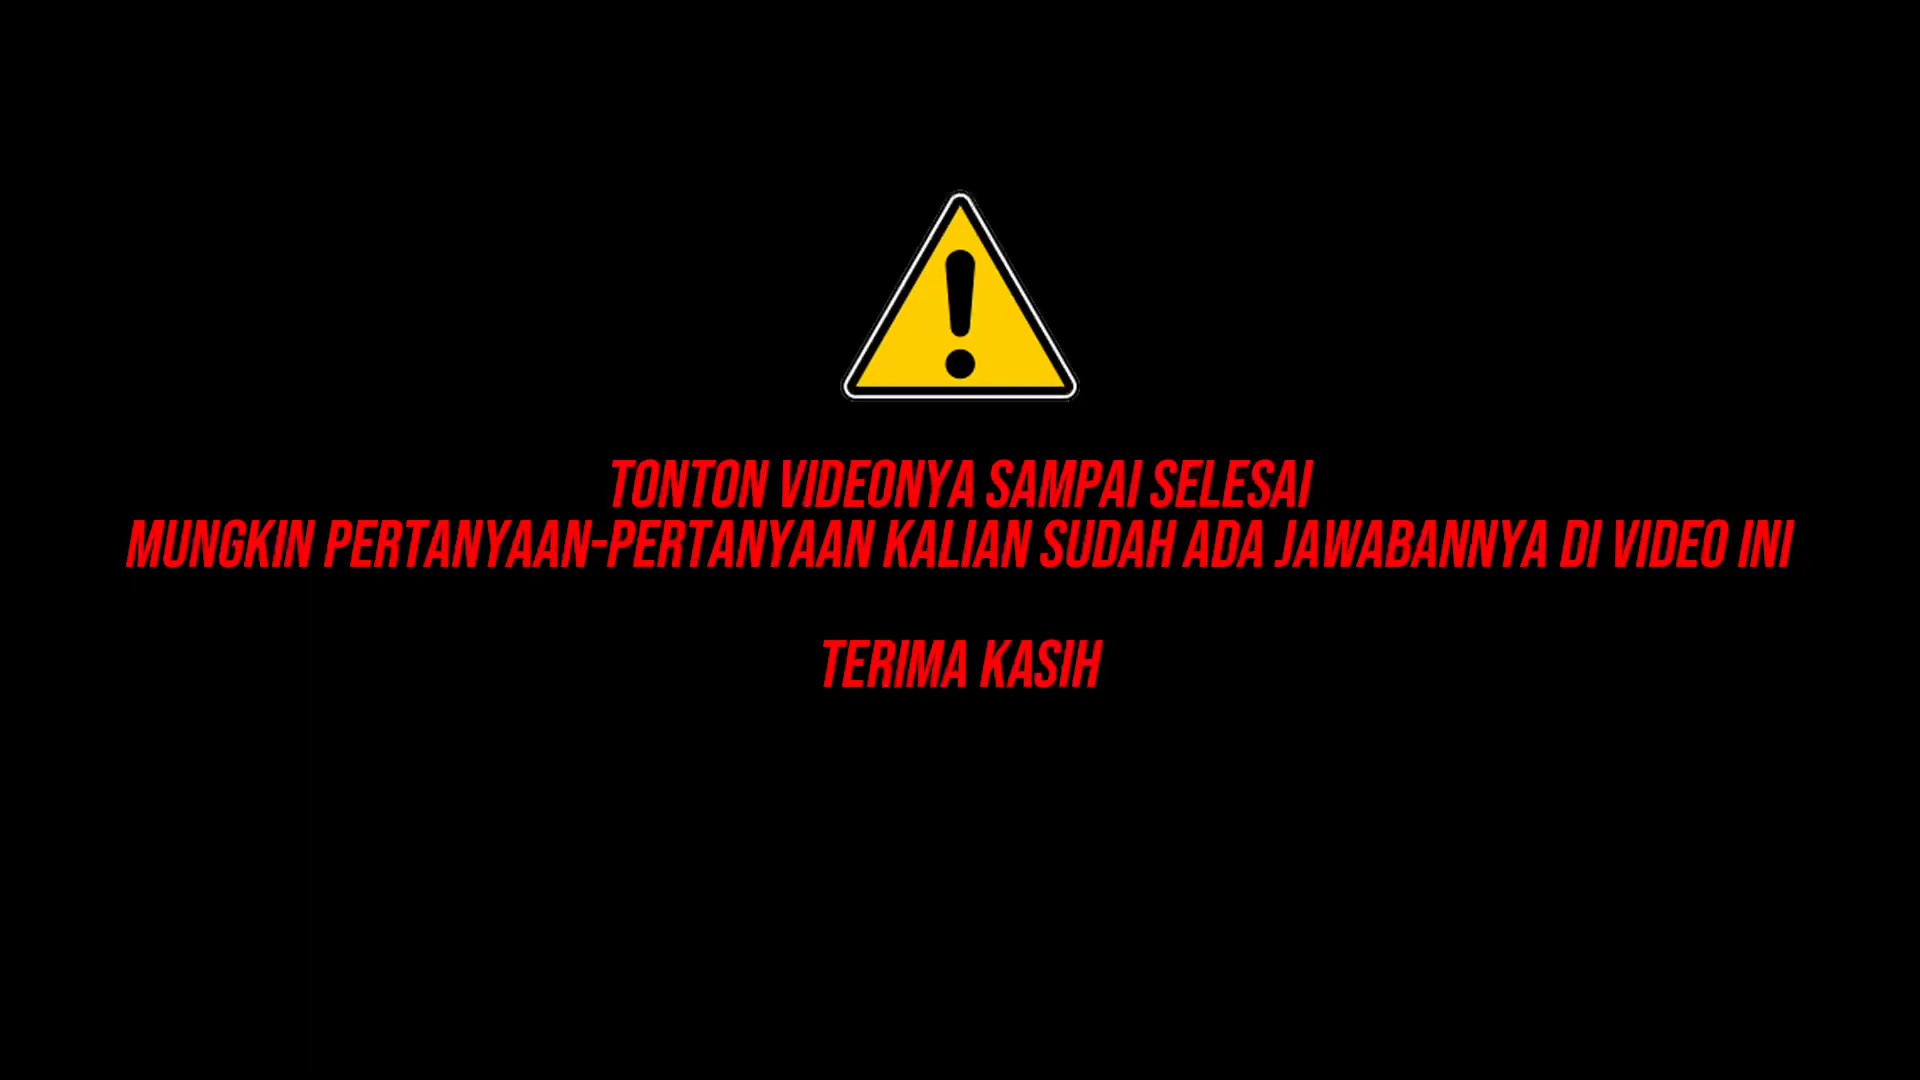 TONTON VIDEONYA SAMPAI SELESAI
MUNGKIN PERTANYAAN-PERTANYAAN KALIAN SUDAH ADA JAWABANNYA DI VIDEO INI
TERIMA KASIH